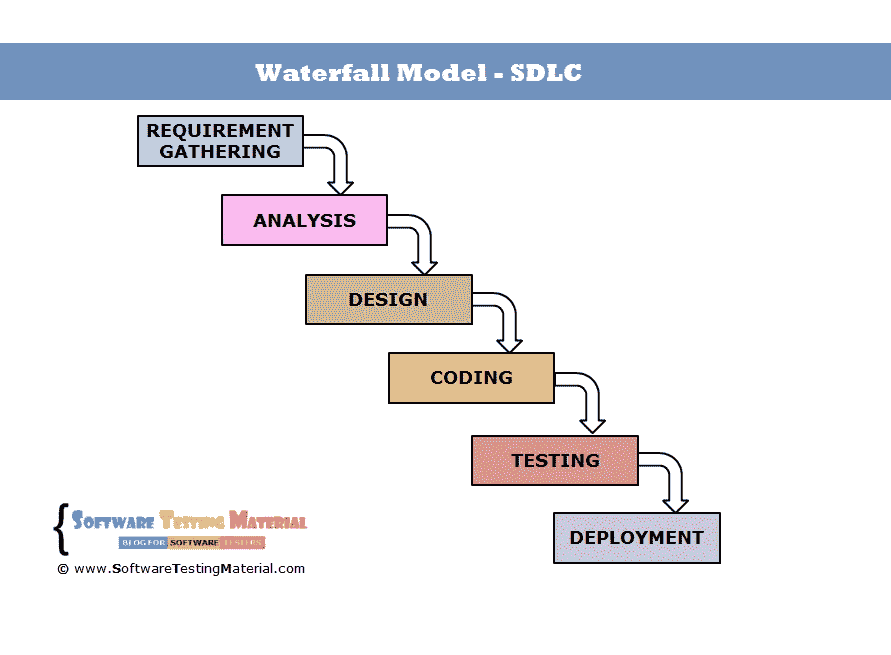 Waterfall Model - SDLC
REQUIREMENT
GATHERING
ANALYSIS
DESIGN
CODING
TESTING
DEPLOYMENT
{ SOFTWARE TESTING MATERIAL
BLOG FOR SOFTWARE TESTERS
© www.SoftwareTestingMaterial.com